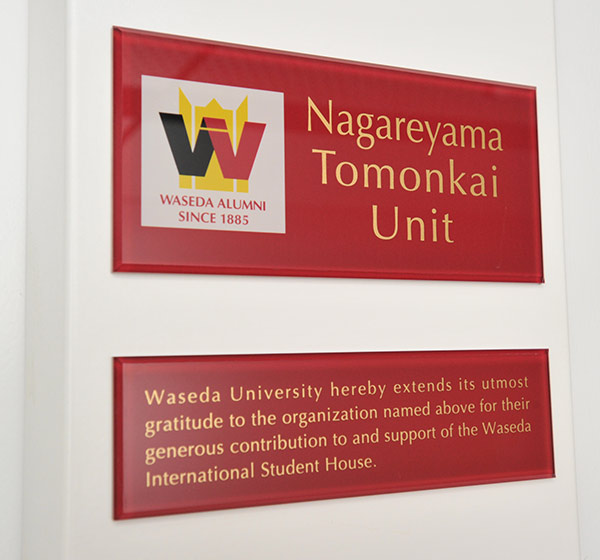 Nagareyama
Tomonkai
Unit
WASEDA ALUMNI
SINCE 1885
Waseda University hereby extends its utmost
gratitude to the organization named above for their
generous contribution to and support of the Waseda
International Student House.